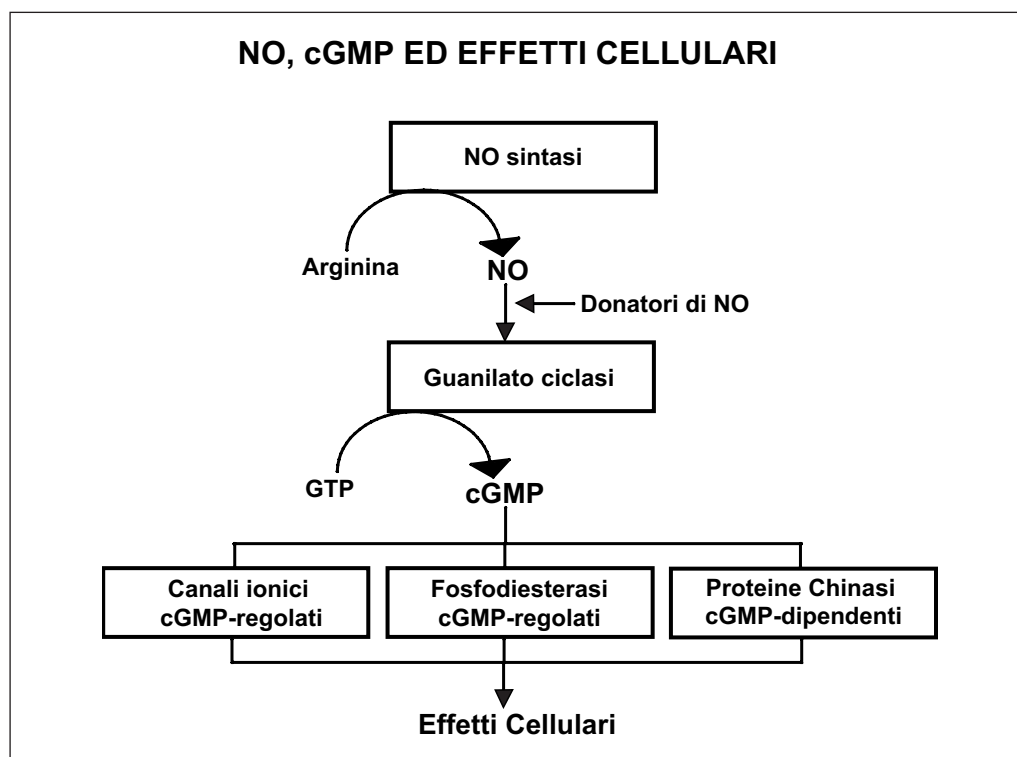 NO, cGMP ED EFFETTI CELLULARI
NO sintasi
Arginina
NO
Donatori di NO
Guanilato ciclasi
GTP
cGMP
Canali ionici
cGMP-regolati
Fosfodiesterasi
cGMP-regolati
Proteine Chinasi
cGMP-dipendenti
Effetti Cellulari